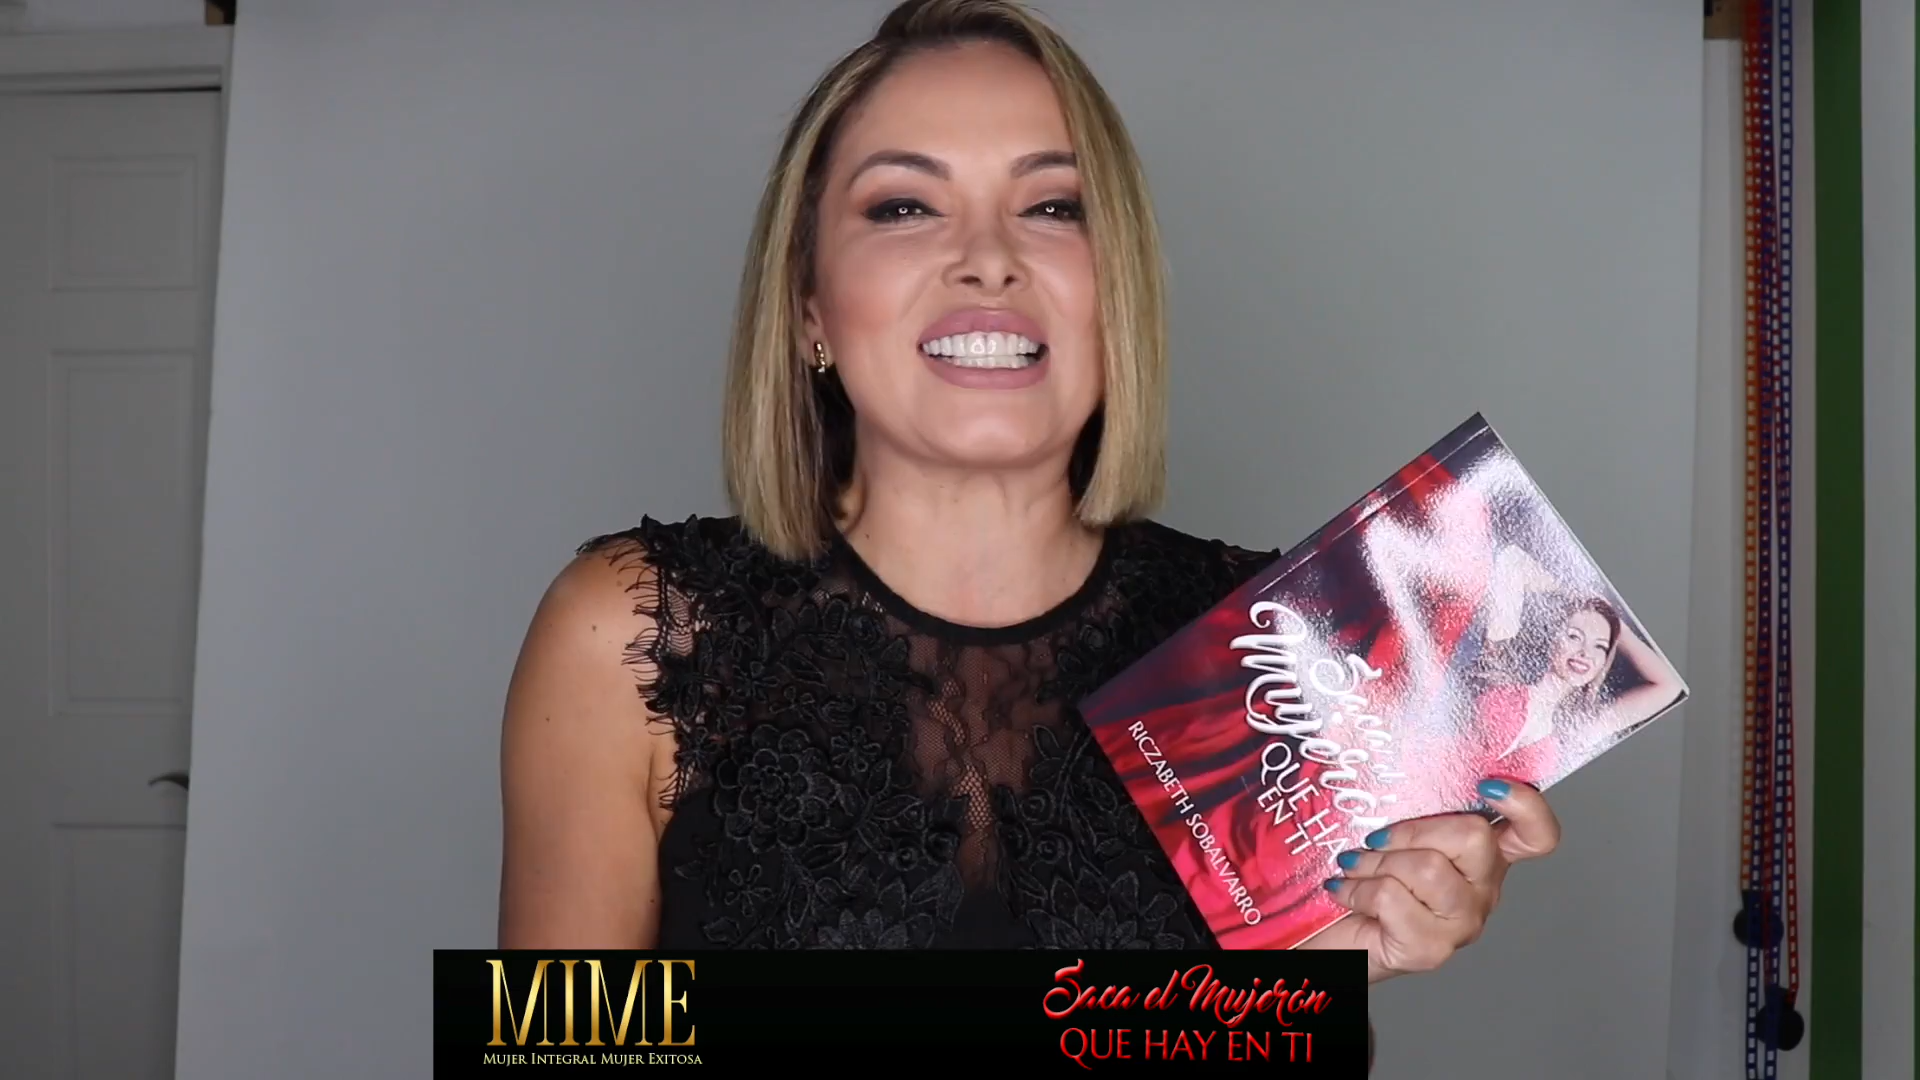 Saca el
Mujerón
QUE HAY
EN TI
RICZABETH SOBALVARRO
MIME
MUJER INTEGRAL MUJER EXITOSA
Saca el Mujerón
QUE HAY EN TI